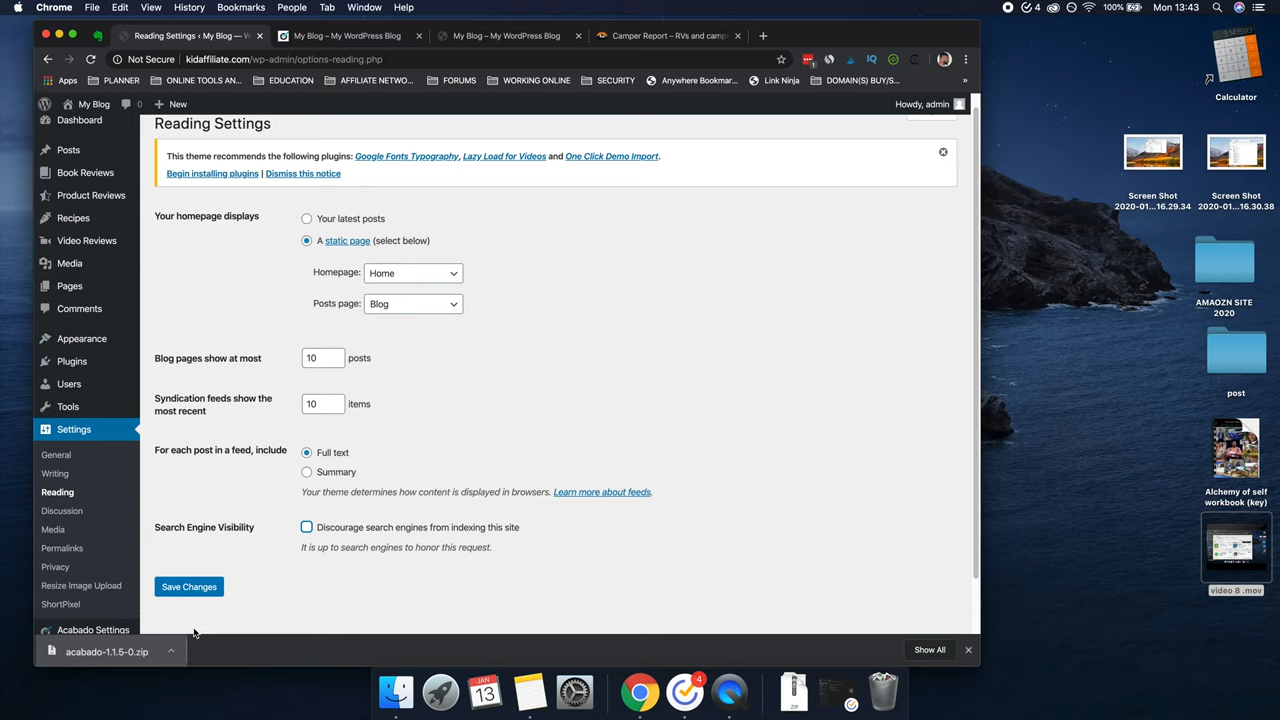 Chrome File Edit View History Bookmarks People Tab Window Help
4 100% Mon 13:43
Reading Settings ‹ My Blog — W
My Blog – My WordPress Blog
My Blog – My WordPress Blog
Camper Report – RVs and camp
Not Secure kidaffiliate.com/wp-admin/options-reading.php
Apps PLANNER ONLINE TOOLS AN... EDUCATION AFFILIATE NETW... FORUMS WORKING ONLINE SECURITY Anywhere Bookmar... Link Ninja DOMAIN(S) BUY/S... »
My Blog 0 + New Howdy, admin
Dashboard
Posts
Book Reviews
Product Reviews
Recipes
Video Reviews
Media
Pages
Comments
Appearance
Plugins
Users
Tools
Settings
General
Writing
Reading
Discussion
Media
Permalinks
Privacy
Resize Image Upload
ShortPixel
Acabado Settings
Reading Settings
This theme recommends the following plugins: Google Fonts Typography, Lazy Load for Videos and One Click Demo Import.
Begin installing plugins | Dismiss this notice
Your homepage displays
Your latest posts
A static page (select below)
Homepage: Home
Posts page: Blog
Blog pages show at most 10 posts
Syndication feeds show the
most recent
10 items
For each post in a feed, include
Full text
Summary
Your theme determines how content is displayed in browsers. Learn more about feeds.
Search Engine Visibility
Discourage search engines from indexing this site
It is up to search engines to honor this request.
Save Changes
acabado-1.1.5-0.zip
Show All
Calculator
Screen Shot
2020-01...16.29.34
Screen Shot
2020-01...16.30.38
AMAOZN SITE
2020
post
Alchemy of self
workbook (key)
video 8 .mov
JAN
13
4
ZIP